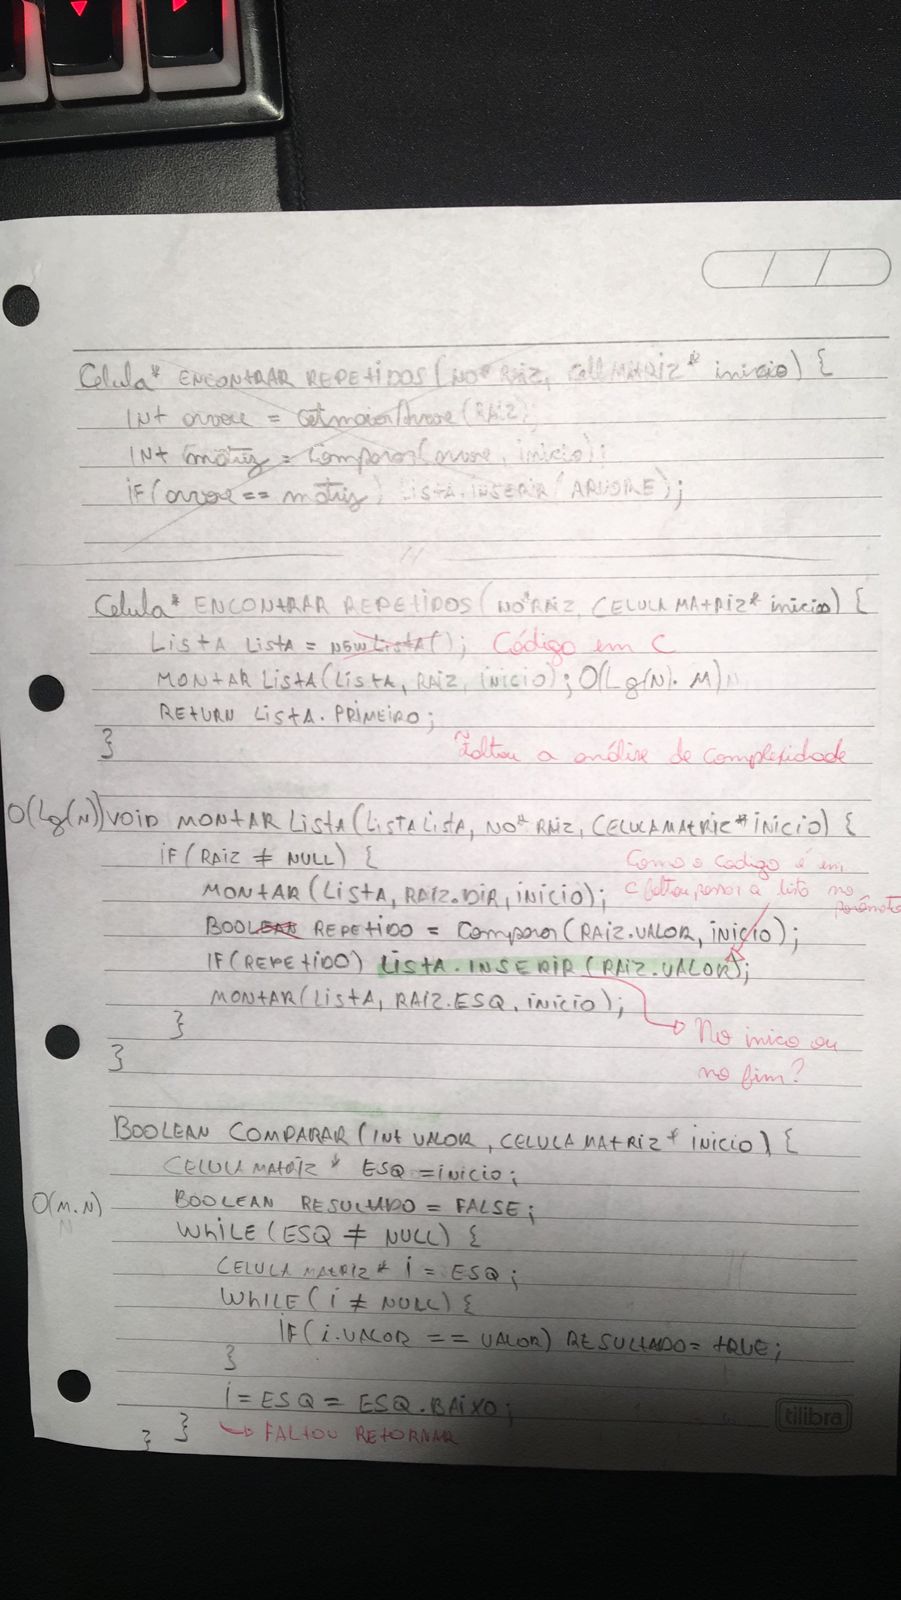 Celula* ENCONTRAR REPETIDOS (NO* RAIZ, CellMATRIZ* inicio) {
INt arvore = GetmaiorArvore (RAIZ);
INt matriz = Comparar(arvore, inicio);
IF(arvore == matriz) LISTA.INSERIR (ARVORE);
Celula* ENCONTRAR REPETIDOS (NO*RAIZ, CELULA MATRIZ* inicio) {
LISTA LISTA = NEW LISTA(); Código em C
MONTAR LISTA(LISTA, RAIZ, INICIO); O(Lg(N). M)N
RETURN LISTA.PRIMEIRO;
}
ñ faltou a análise de complexidade
O(Lg(N)) VOID MONTAR LISTA (LISTA LISTA, NO* RAIZ, CELULA MATRIZ* INICIO) {
IF(RAIZ ≠ NULL) {
Como o código é em
MONTAR (LISTA, RAIZ.DIR, INICIO);
C faltou passar a lista no
parâmetro
BOOLEAN REPETIDO = Comparar (RAIZ.VALOR, INICIO);
IF(REPETIDO) LISTA.INSERIR (RAIZ.VALOR);
MONTAR(LISTA, RAIZ.ESQ, INICIO);
}
No inico ou
}
no fim?
BOOLEAN COMPARAR (INT VALOR, CELULA MATRIZ* INICIO) {
CELULA MATRIZ* ESQ = INICIO;
O(M.N) BOOLEAN RESULTADO = FALSE;
N
WHILE (ESQ ≠ NULL) {
CELULA MATRIZ* i = ESQ;
WHILE (i ≠ NULL) {
IF(i.VALOR == VALOR) RESULTADO = tRUE;
}
i = ESQ = ESQ.BAIXO;
tilibra
}
FALTOU RETORNAR
}